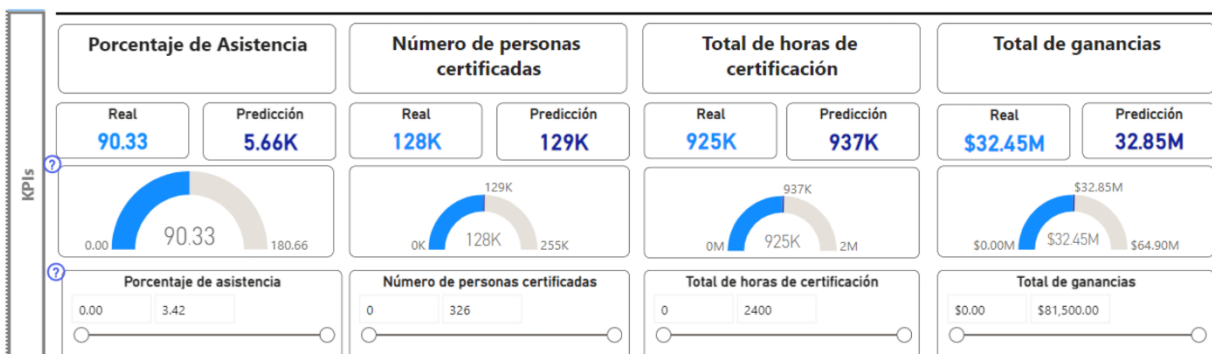 KPIs
Porcentaje de Asistencia
Número de personas
certificadas
Total de horas de
certificación
Total de ganancias
Real
90.33
Predicción
5.66K
Real
128K
Predicción
129K
Real
925K
Predicción
937K
Real
$32.45M
Predicción
32.85M
?
0.00
90.33
180.66
129K
0K
128K
255K
937K
0M
925K
2M
$32.85M
$0.00M
$32.45M
$64.90M
?
Porcentaje de asistencia
0.00
3.42
Número de personas certificadas
0
326
Total de horas de certificación
0
2400
Total de ganancias
$0.00
$81,500.00